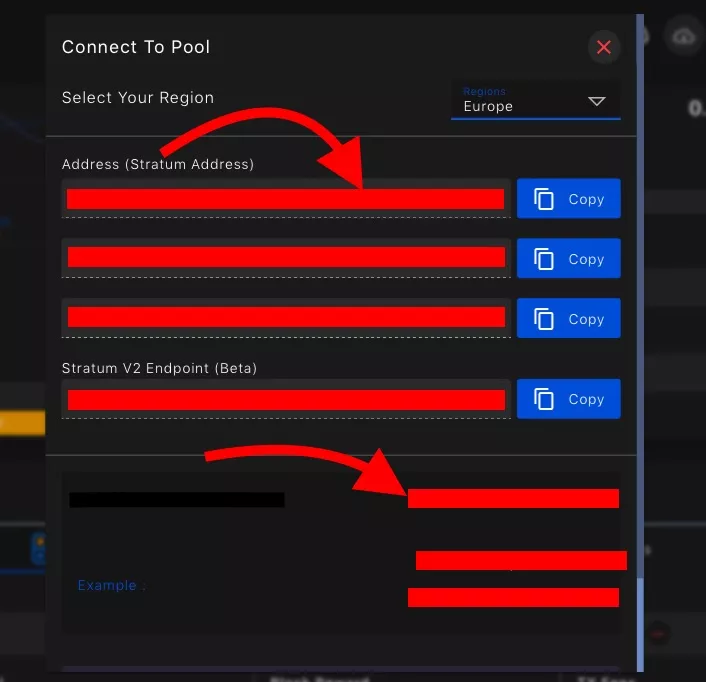 Connect To Pool
Select Your Region
Regions
Europe
Address (Stratum Address)
Copy
Copy
Copy
Stratum V2 Endpoint (Beta)
Copy
Example :